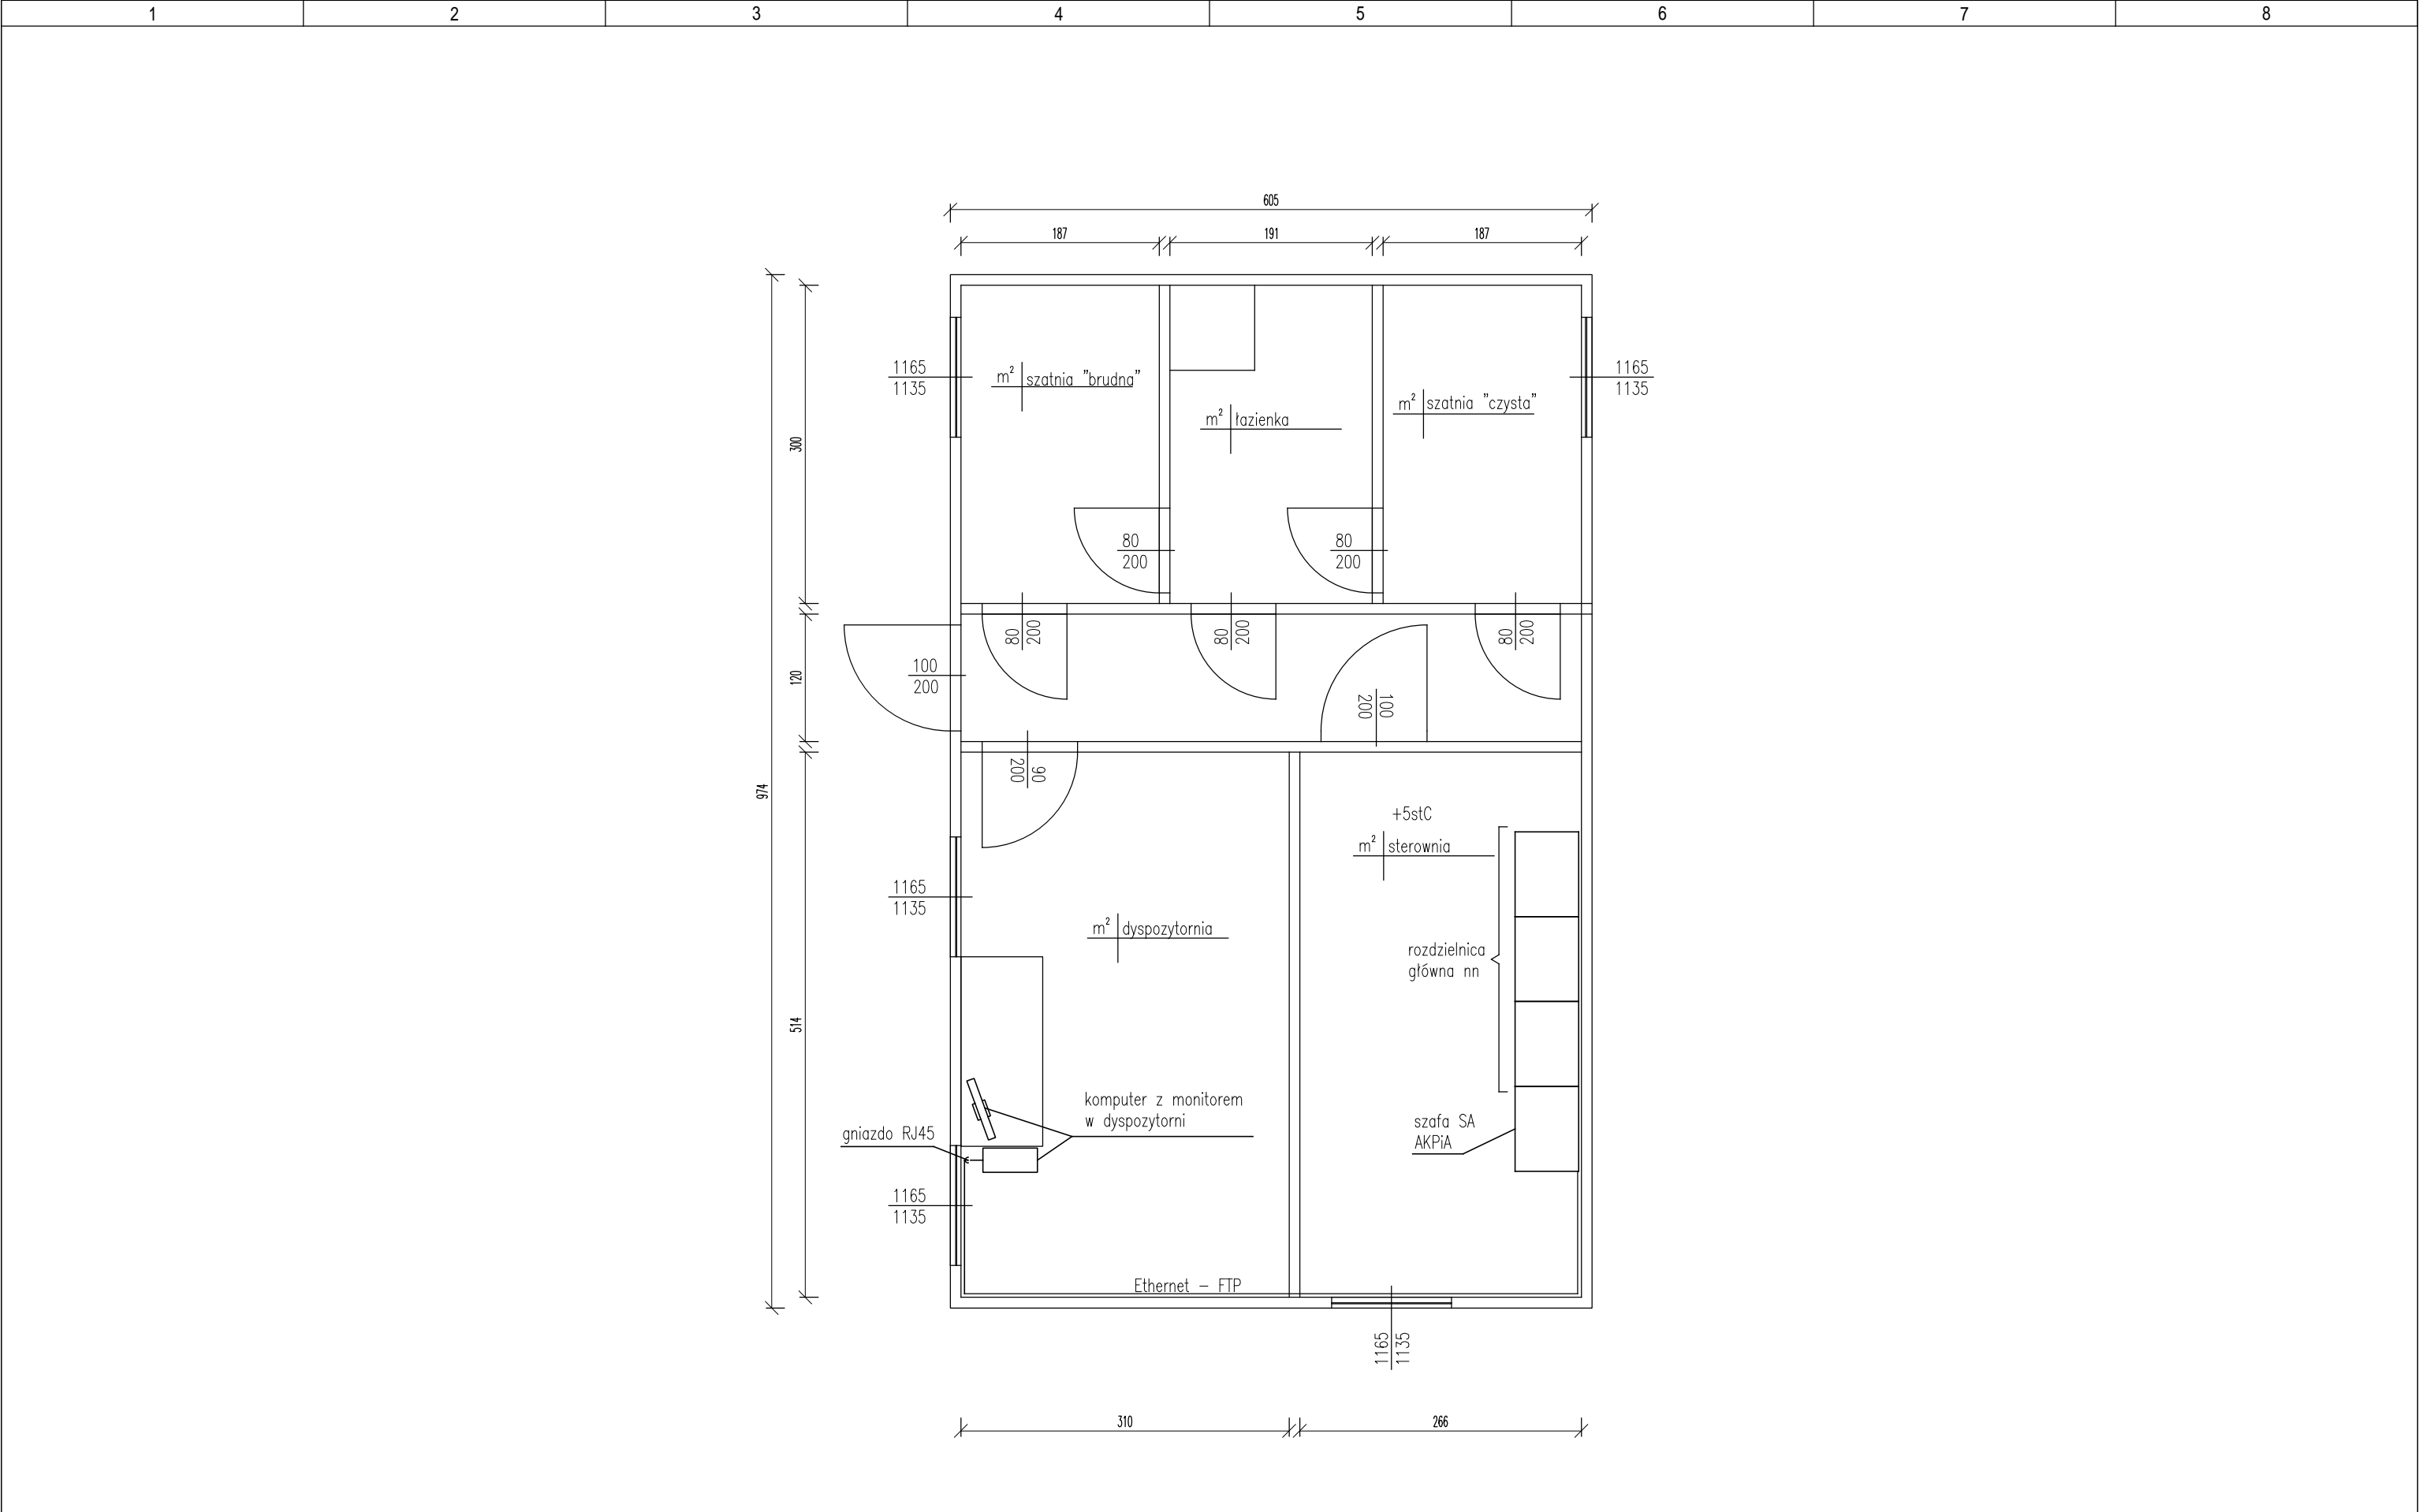 1 2 3 4 5 6 7 8
605
187 191 187
1165
1135
m² szatnia "brudna"
m² łazienka
m² szatnia "czysta"
1165
1135
300
80
200
80
200
80
200
80
200
80
200
100
200
120
100
200
90
200
974
+5stC
m² sterownia
1165
1135
m² dyspozytornia
rozdzielnica
główna nn
514
komputer z monitorem
w dyspozytorni
gniazdo RJ45
szafa SA
AKPiA
1165
1135
Ethernet – FTP
1165
1135
310 266